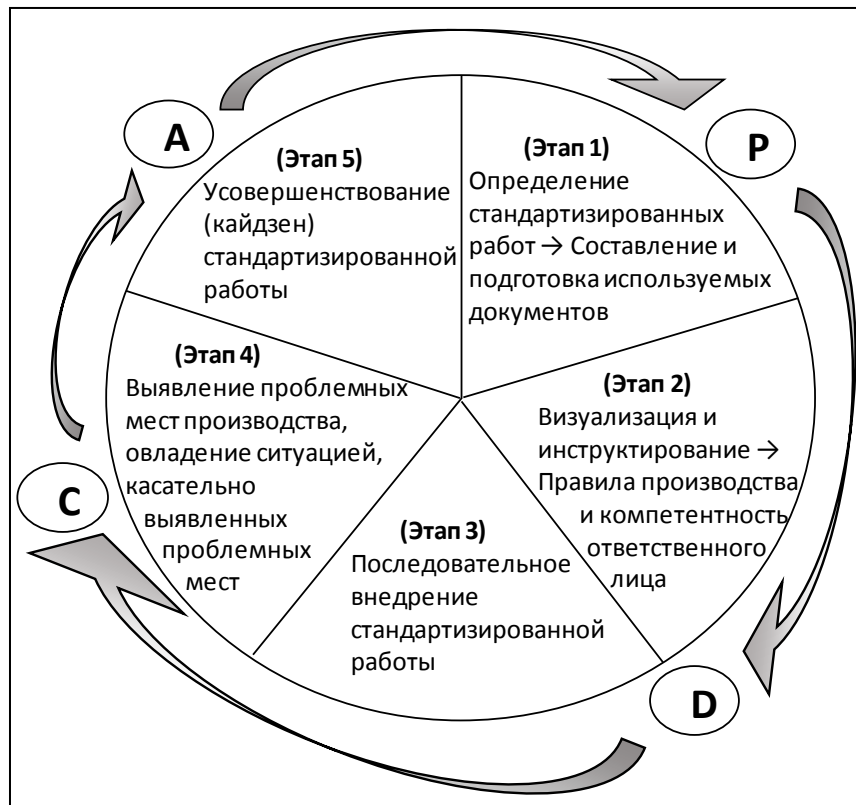 A
P
(Этап 1)
Определение
стандартизированных
работ → Составление и
подготовка используемых
документов
(Этап 2)
Визуализация и
инструктирование →
Правила производства
и компетентность
ответственного
лица
D
(Этап 3)
Последовательное
внедрение
стандартизированной
работы
C
(Этап 4)
Выявление проблемных
мест производства,
овладение ситуацией,
касательно
выявленных
проблемных
мест
(Этап 5)
Усовершенствование
(кайдзен)
стандартизированной
работы